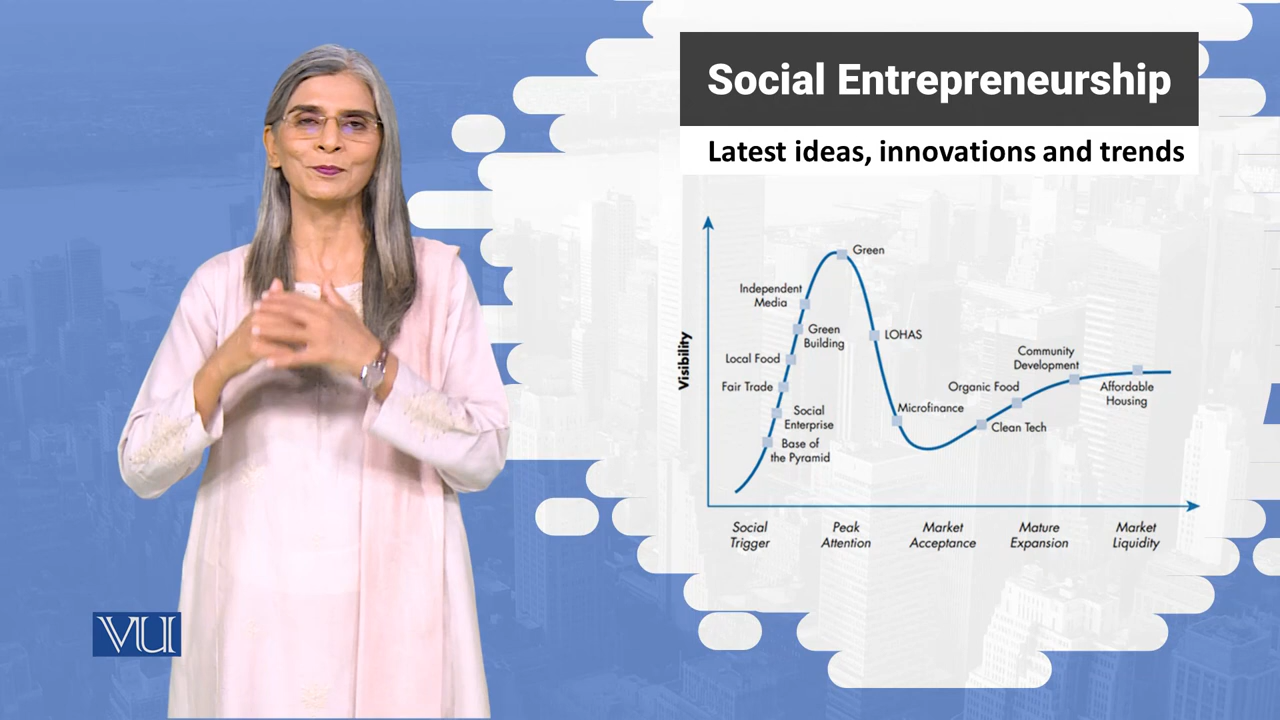 Social Entrepreneurship
Latest ideas, innovations and trends
Visibility
Green
Independent
Media
Green
Building
LOHAS
Local Food
Fair Trade
Social
Enterprise
Base of
the Pyramid
Microfinance
Community
Development
Organic Food
Clean Tech
Affordable
Housing
Social
Trigger
Peak
Attention
Market
Acceptance
Mature
Expansion
Market
Liquidity
VU